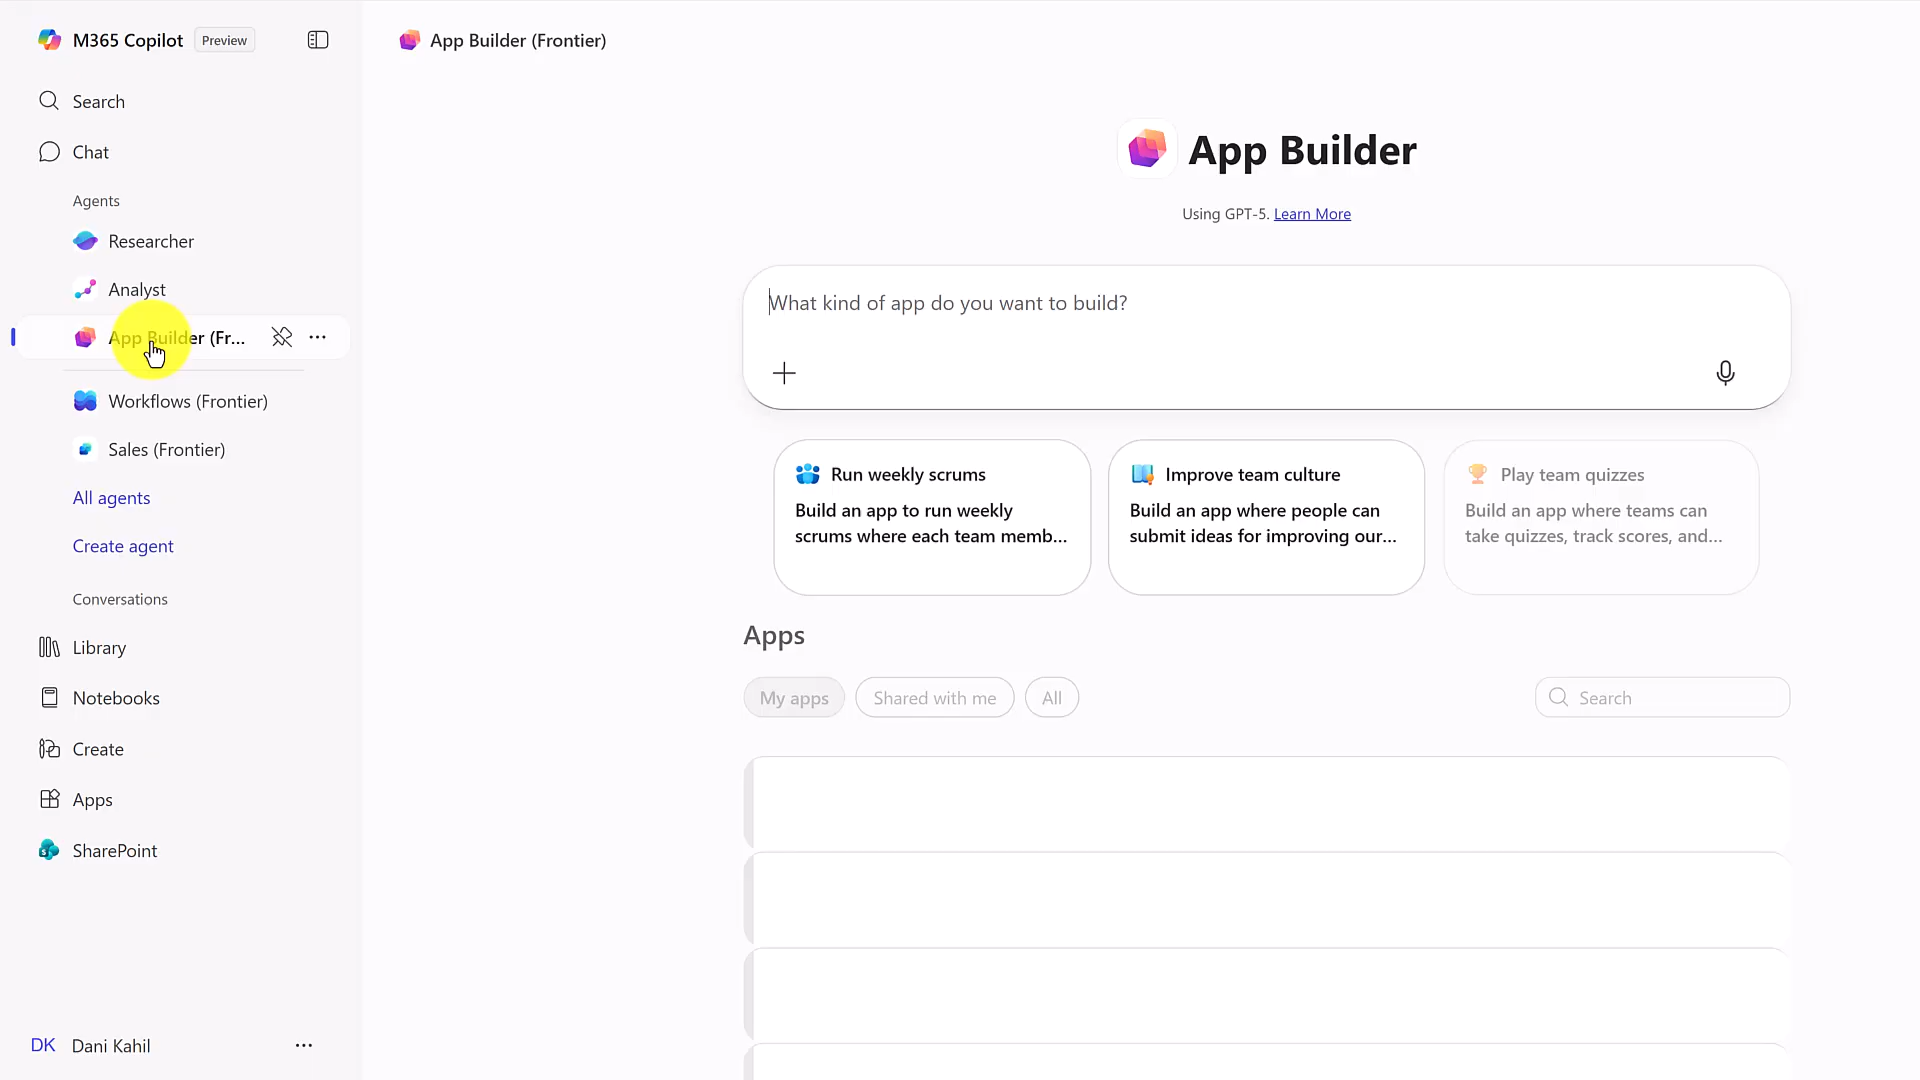 M365 Copilot
Preview
Search
Chat
Agents
Researcher
Analyst
App Builder (Fr...
Workflows (Frontier)
Sales (Frontier)
All agents
Create agent
Conversations
Library
Notebooks
Create
Apps
SharePoint
DK
Dani Kahil
App Builder (Frontier)
App Builder
Using GPT-5. Learn More
What kind of app do you want to build?
Run weekly scrums
Build an app to run weekly
scrums where each team memb...
Improve team culture
Build an app where people can
submit ideas for improving our...
Play team quizzes
Build an app where teams can
take quizzes, track scores, and...
Apps
My apps
Shared with me
All
Search